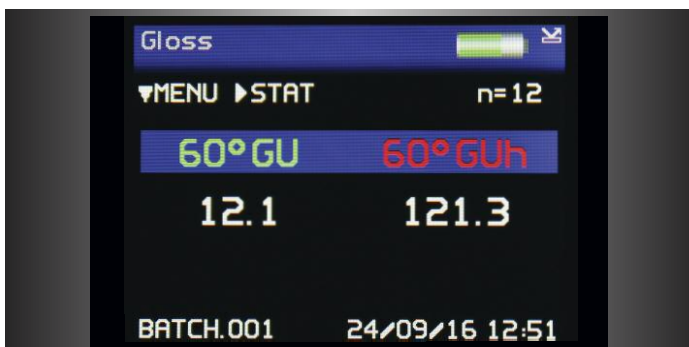 Gloss
▼MENU ▶STAT n=12
60°GU 60°GUh
12.1 121.3
BATCH.001 24/09/16 12:51